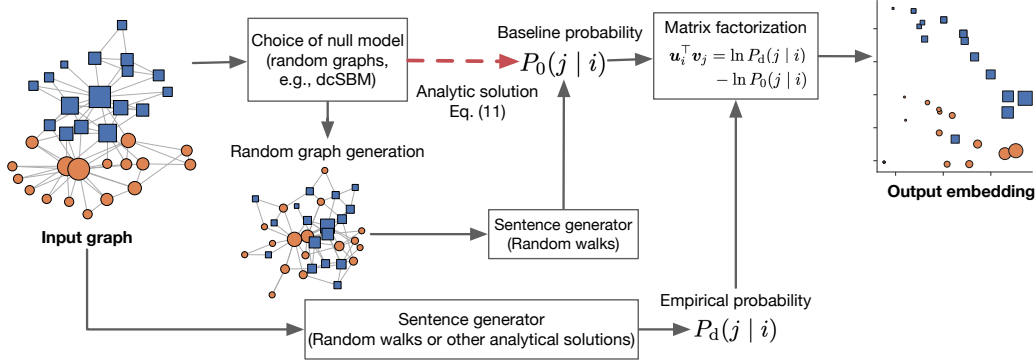 Input graph
Choice of null model
(random graphs,
e.g., dcSBM)
Analytic solution
Eq. (11)
Baseline probability
P₀(j | i)
Matrix factorization
𝒖ᵢ⊤𝒗ⱼ = ln P_d(j | i)
− ln P₀(j | i)
Output embedding
Random graph generation
Sentence generator
(Random walks)
Sentence generator
(Random walks or other analytical solutions)
Empirical probability
P_d(j | i)